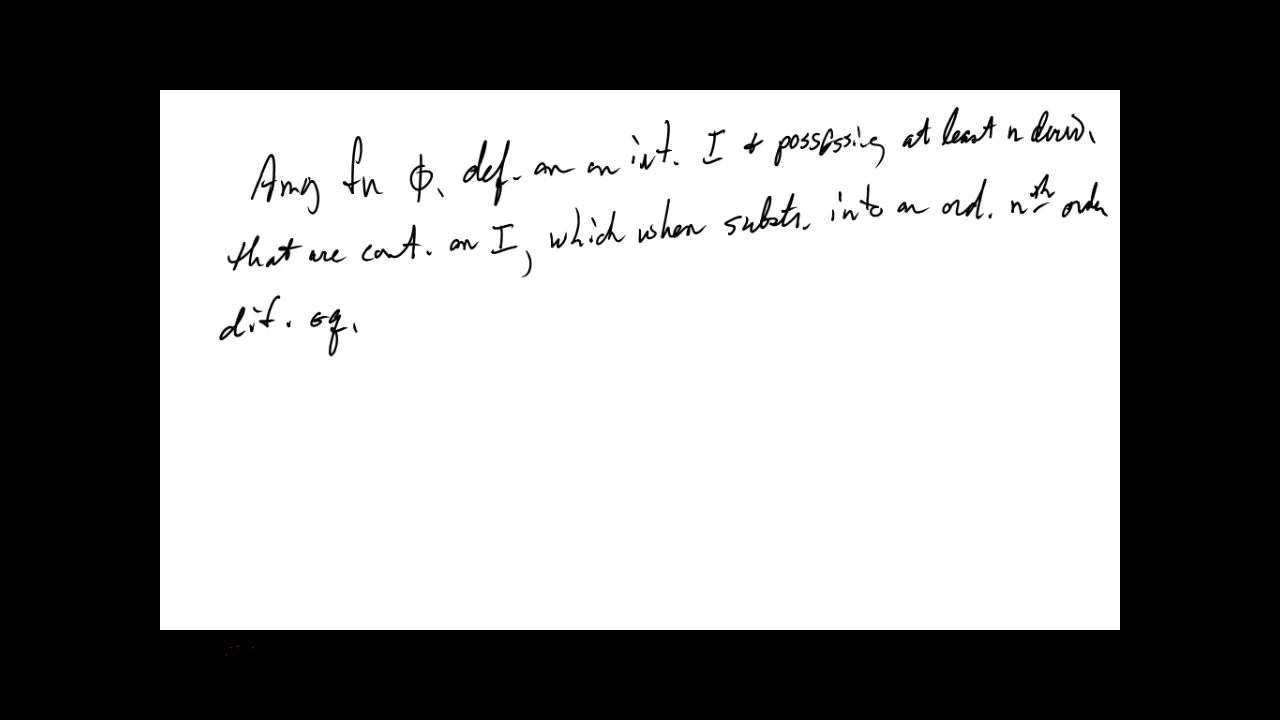 Any fn ϕ, def. on an int. I & possessing at least n deriv.
that are cont. on I, which when substs. into an ord. nth order
dif. eq.